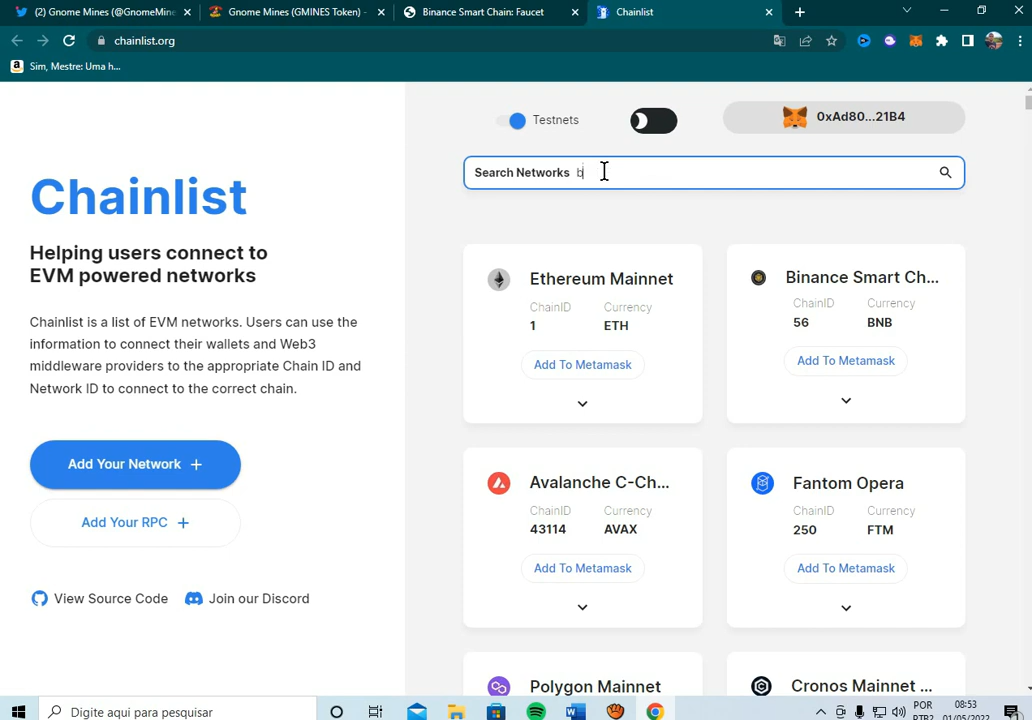 (2) Gnome Mines (@GnomeMine
Gnome Mines (GMINES Token) -
Binance Smart Chain: Faucet
Chainlist
chainlist.org
Sim, Mestre: Uma h...
Testnets
0xAd80...21B4
Search Networks b
Chainlist
Helping users connect to
EVM powered networks
Chainlist is a list of EVM networks. Users can use the
information to connect their wallets and Web3
middleware providers to the appropriate Chain ID and
Network ID to connect to the correct chain.
Add Your Network +
Add Your RPC +
View Source Code
Join our Discord
Ethereum Mainnet
ChainID Currency
1 ETH
Add To Metamask
Binance Smart Ch...
ChainID Currency
56 BNB
Add To Metamask
Avalanche C-Ch...
ChainID Currency
43114 AVAX
Add To Metamask
Fantom Opera
ChainID Currency
250 FTM
Add To Metamask
Polygon Mainnet
Cronos Mainnet ...
Digite aqui para pesquisar
POR
PTB2
08:53
01/05/2022